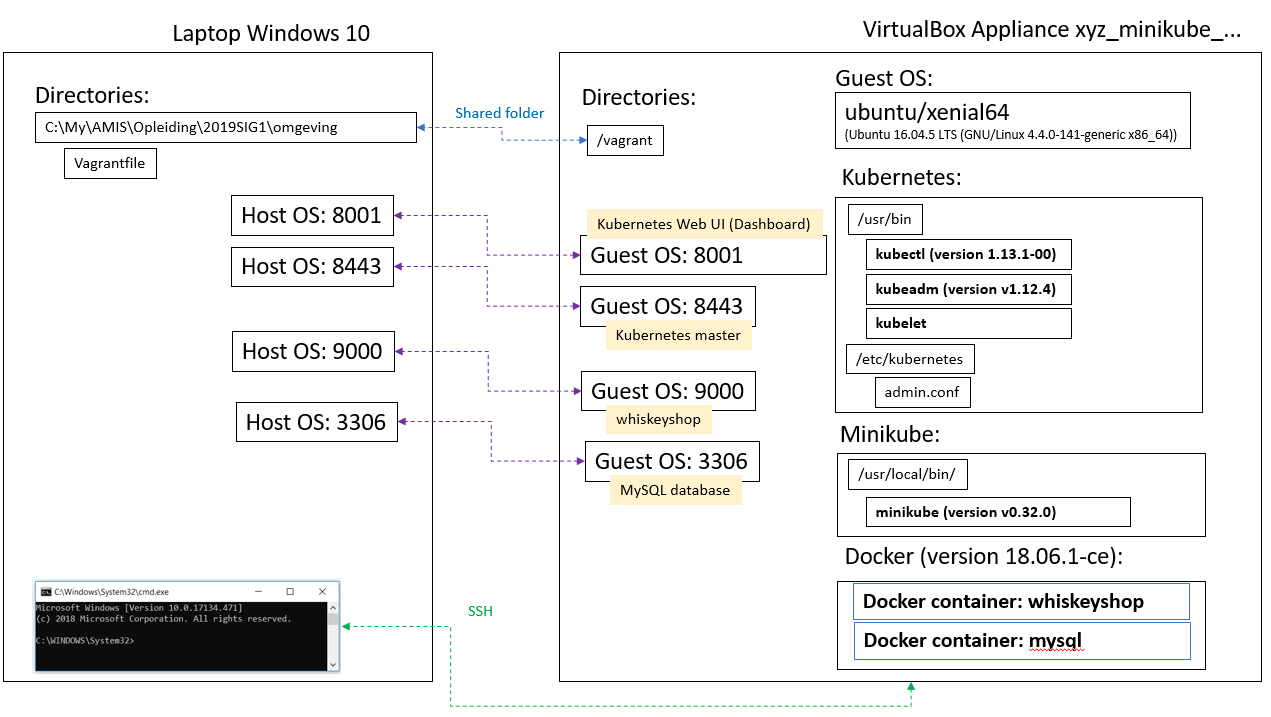 Laptop Windows 10
VirtualBox Appliance xyz_minikube_...
Directories:
C:\My\AMIS\Opleiding\2019SIG1\omgeving
Vagrantfile
Shared folder
Host OS: 8001
Host OS: 8443
Host OS: 9000
Host OS: 3306
C:\Windows\System32\cmd.exe
Microsoft Windows [Version 10.0.17134.471]
(c) 2018 Microsoft Corporation. All rights reserved.
C:\WINDOWS\System32>
SSH
Directories:
/vagrant
Kubernetes Web UI (Dashboard)
Guest OS: 8001
Guest OS: 8443
Kubernetes master
Guest OS: 9000
whiskeyshop
Guest OS: 3306
MySQL database
Guest OS:
ubuntu/xenial64
(Ubuntu 16.04.5 LTS (GNU/Linux 4.4.0-141-generic x86_64))
Kubernetes:
/usr/bin
kubectl (version 1.13.1-00)
kubeadm (version v1.12.4)
kubelet
/etc/kubernetes
admin.conf
Minikube:
/usr/local/bin/
minikube (version v0.32.0)
Docker (version 18.06.1-ce):
Docker container: whiskeyshop
Docker container: mysql